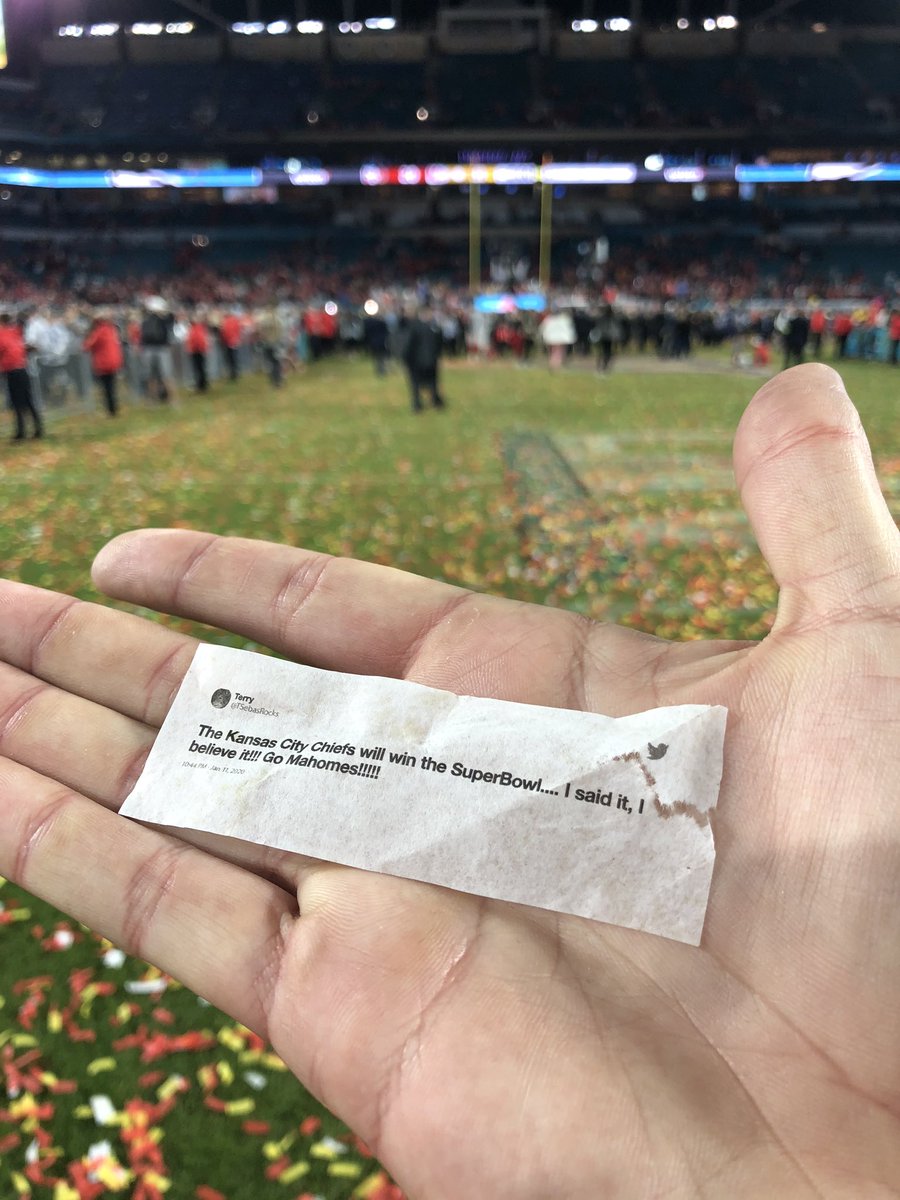 Terry
@TSebasRocks
The Kansas City Chiefs will win the SuperBowl.... I said it, I
believe it!!! Go Mahomes!!!!!
10:44 PM · Jan 11, 2020